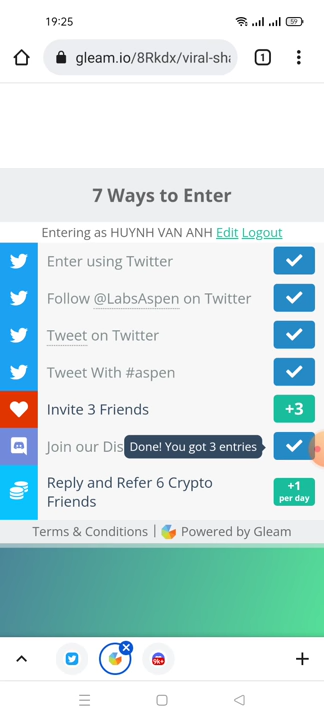 19:25
59
gleam.io/8Rkdx/viral-sha
1
7 Ways to Enter
Entering as HUYNH VAN ANH Edit Logout
Enter using Twitter
Follow @LabsAspen on Twitter
Tweet on Twitter
Tweet With #aspen
Invite 3 Friends
+3
Join our Dis
Done! You got 3 entries
Reply and Refer 6 Crypto
Friends
+1
per day
Terms & Conditions | Powered by Gleam
9K+